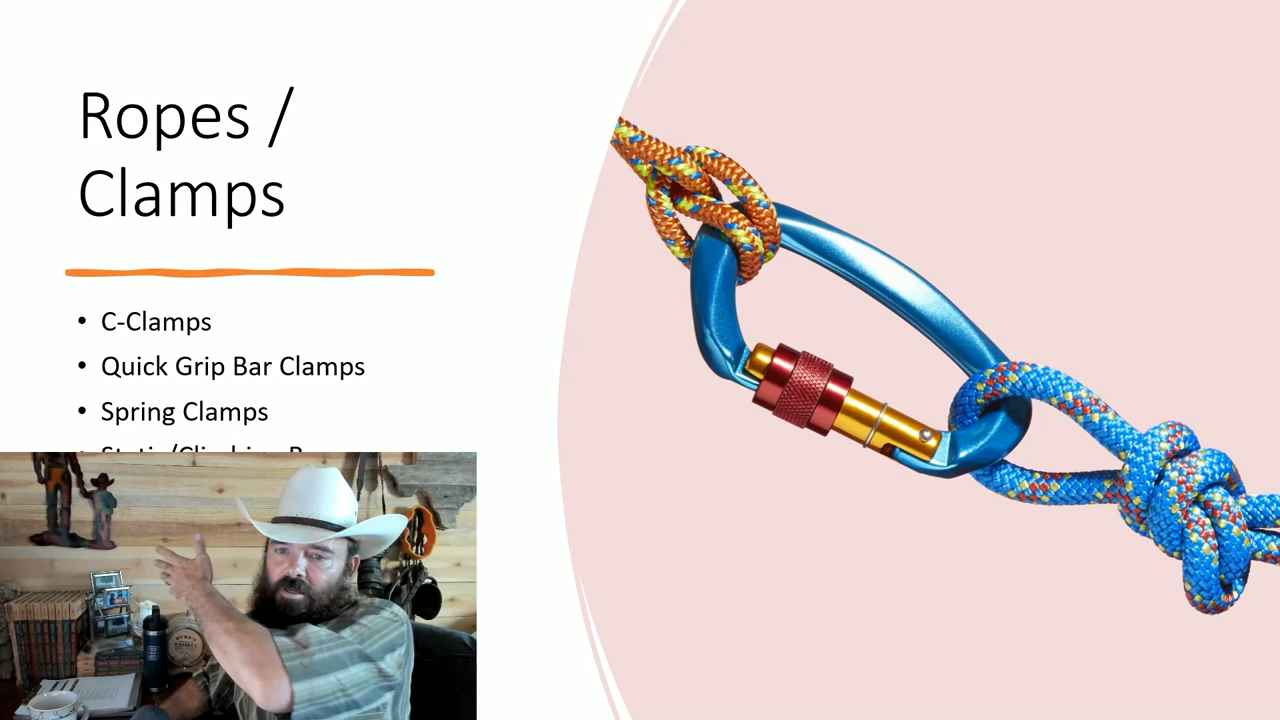 Ropes /
Clamps
• C-Clamps
• Quick Grip Bar Clamps
• Spring Clamps